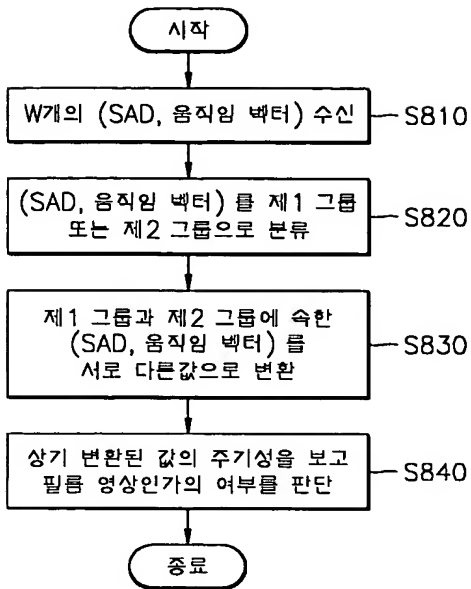 시작
W개의 (SAD, 움직임 벡터) 수신
S810
(SAD, 움직임 벡터) 를 제1 그룹
또는 제2 그룹으로 분류
S820
제1 그룹과 제2 그룹에 속한
(SAD, 움직임 벡터) 를
서로 다른값으로 변환
S830
상기 변환된 값의 주기성을 보고
필름 영상인가의 여부를 판단
S840
종료